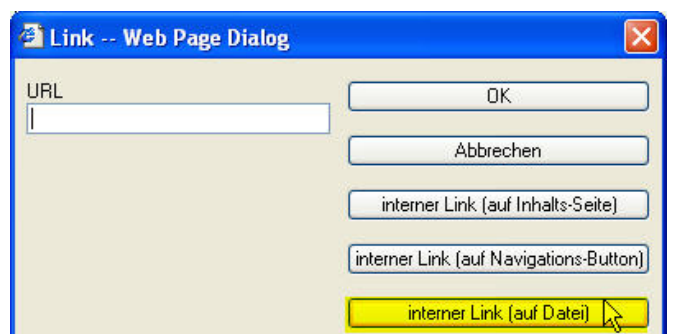 Link -- Web Page Dialog
URL
OK
Abbrechen
interner Link (auf Inhalts-Seite)
interner Link (auf Navigations-Button)
interner Link (auf Datei)